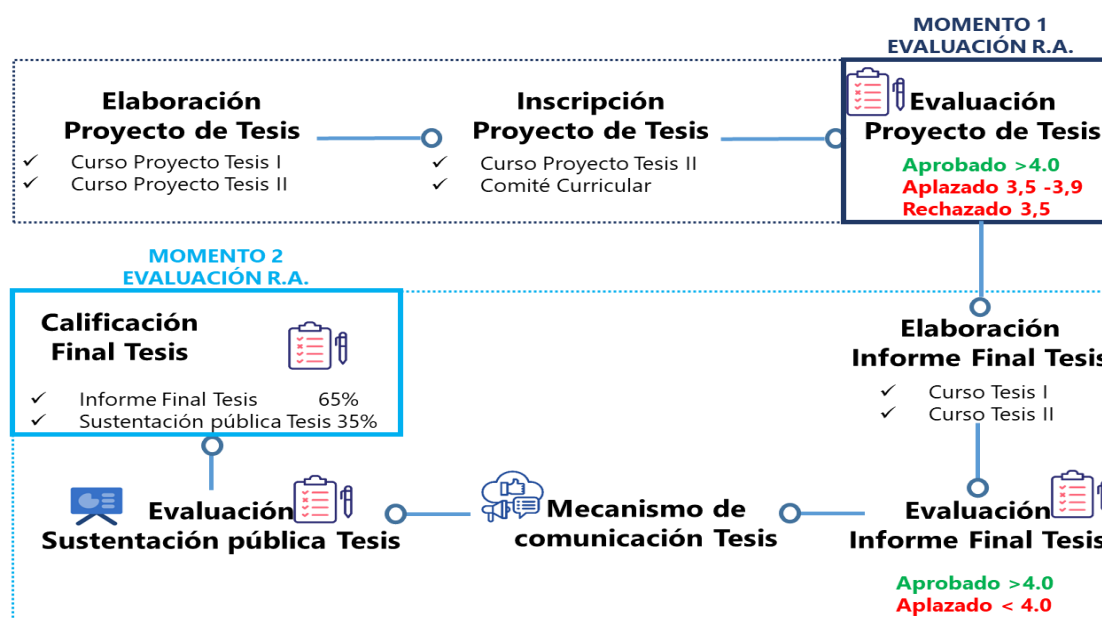 MOMENTO 1
EVALUACIÓN R.A.
Elaboración
Proyecto de Tesis
✓ Curso Proyecto Tesis I
✓ Curso Proyecto Tesis II
Inscripción
Proyecto de Tesis
✓ Curso Proyecto Tesis II
✓ Comité Curricular
Evaluación
Proyecto de Tesis
Aprobado >4.0
Aplazado 3,5 -3,9
Rechazado 3,5
MOMENTO 2
EVALUACIÓN R.A.
Calificación
Final Tesis
✓ Informe Final Tesis 65%
✓ Sustentación pública Tesis 35%
Elaboración
Informe Final Tesis
✓ Curso Tesis I
✓ Curso Tesis II
Evaluación
Sustentación pública Tesis
Mecanismo de
comunicación Tesis
Evaluación
Informe Final Tesis
Aprobado >4.0
Aplazado < 4.0